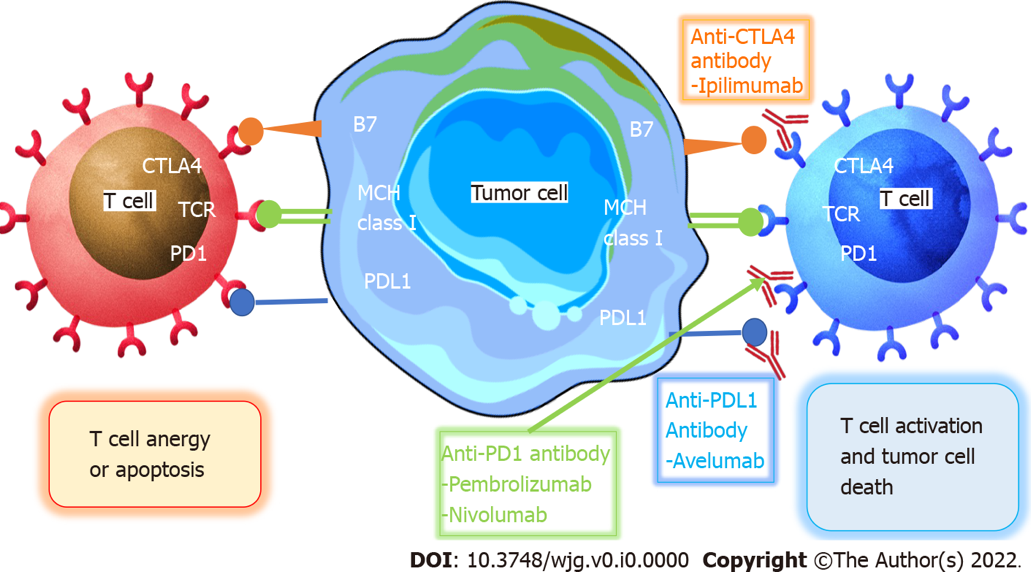 Anti-CTLA4
antibody
-Ipilimumab
B7
CTLA4
T cell
TCR
PD1
MCH
class I
PDL1
Tumor cell
B7
MCH
class I
PDL1
CTLA4
T cell
TCR
PD1
T cell anergy
or apoptosis
Anti-PD1 antibody
-Pembrolizumab
-Nivolumab
Anti-PDL1
Antibody
-Avelumab
T cell activation
and tumor cell
death
DOI: 10.3748/wjg.v0.i0.0000 Copyright ©The Author(s) 2022.